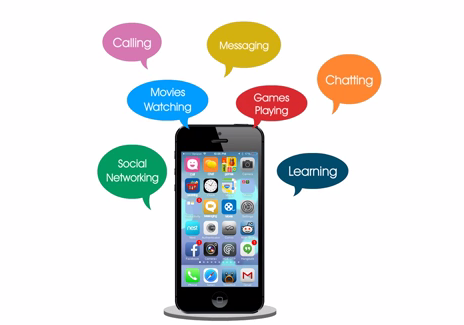 Calling
Messaging
Chatting
Movies
Watching
Games
Playing
Social
Networking
Learning